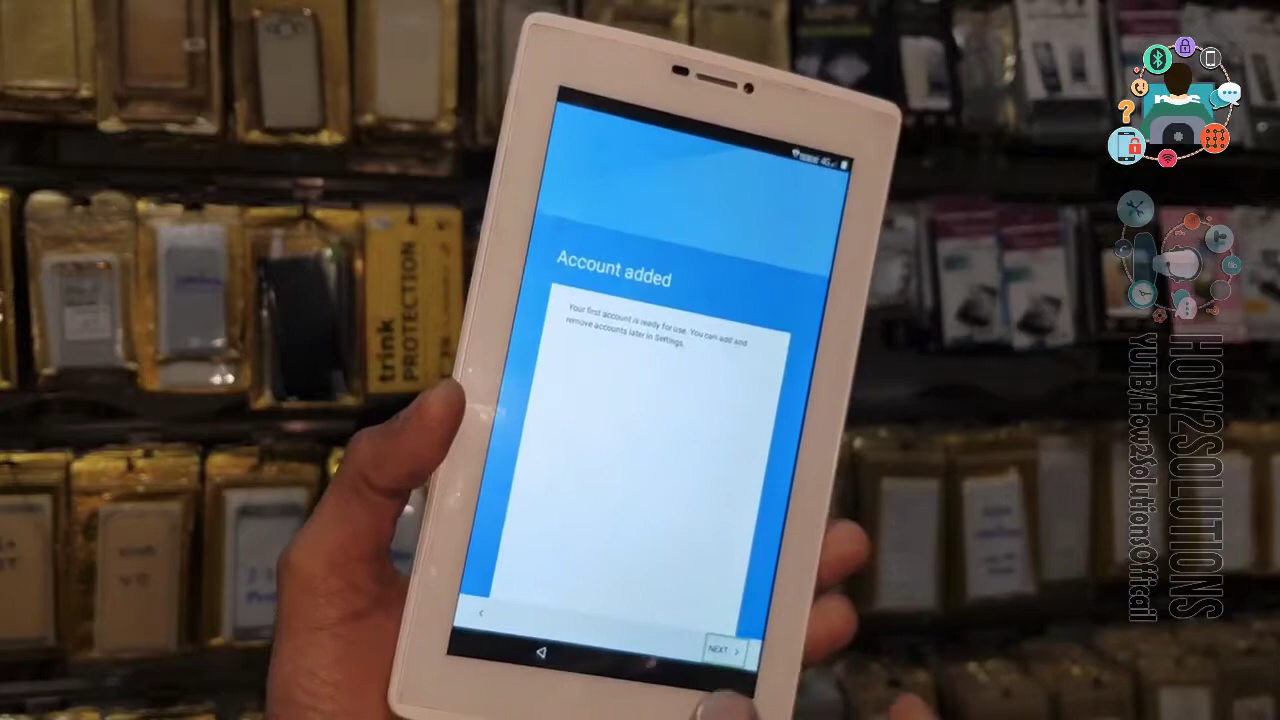 4G
Account added
Your first account is ready for use. You can add and
remove accounts later in Settings.
NEXT
trink
PROTECTION
HOW2SOLUTIONS
YUTB/How2SolutionsOfficail